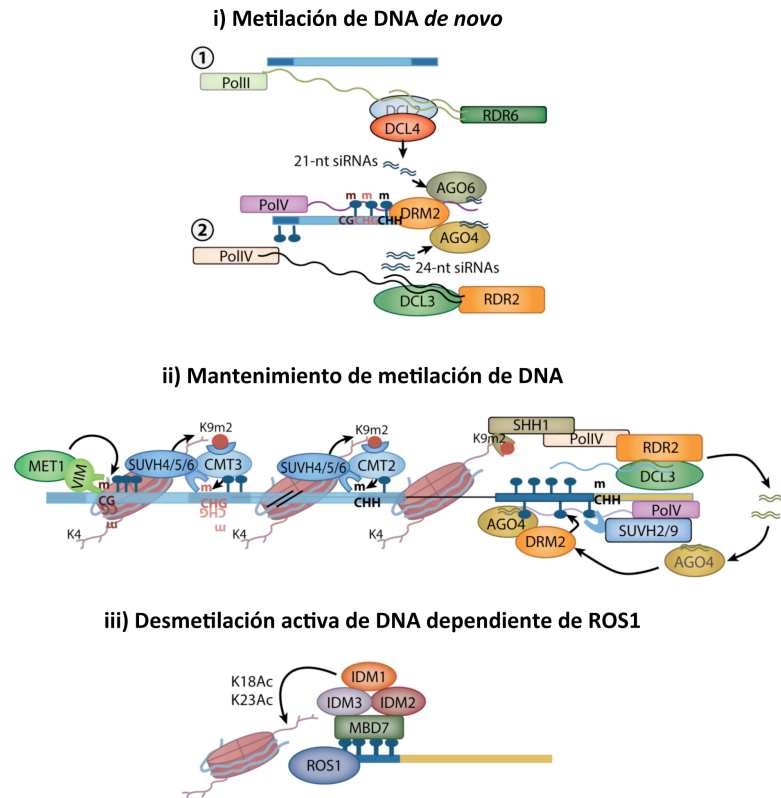 i) Metilación de DNA de novo
1
PolII
DCL2
RDR6
DCL4
21-nt siRNAs
AGO6
m m m
PolV
DRM2
CGCHGCHH
AGO4
2
PolIV
24-nt siRNAs
DCL3
RDR2
ii) Mantenimiento de metilación de DNA
K9m2
K9m2
SHH1
MET1
VIM
SUVH4/5/6
CMT3
SUVH4/5/6
CMT2
K9m2
PolIV
RDR2
DCL3
m
CG
CG
m
m
CHG
CHG
m
m
CHH
m
CHH
K4
K4
K4
AGO4
PolV
DRM2
SUVH2/9
AGO4
iii) Desmetilación activa de DNA dependiente de ROS1
K18Ac
K23Ac
IDM1
IDM3
IDM2
MBD7
ROS1